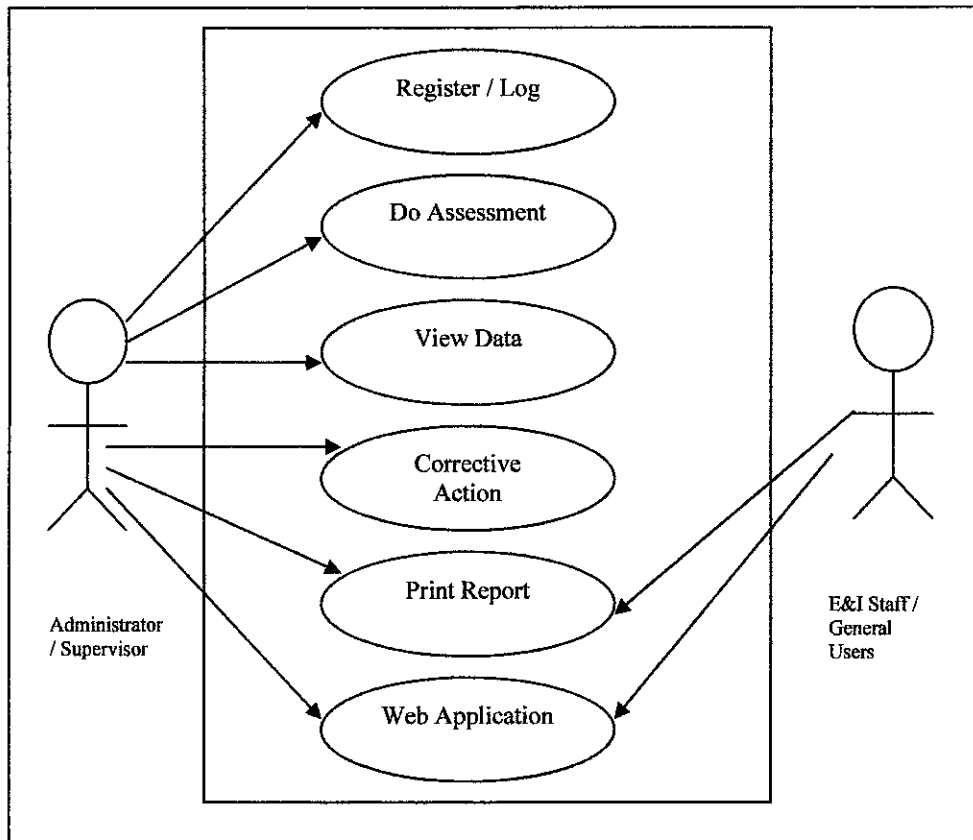 Register / Log
Do Assessment
View Data
Corrective
Action
Print Report
Web Application
Administrator
/ Supervisor
E&I Staff /
General
Users